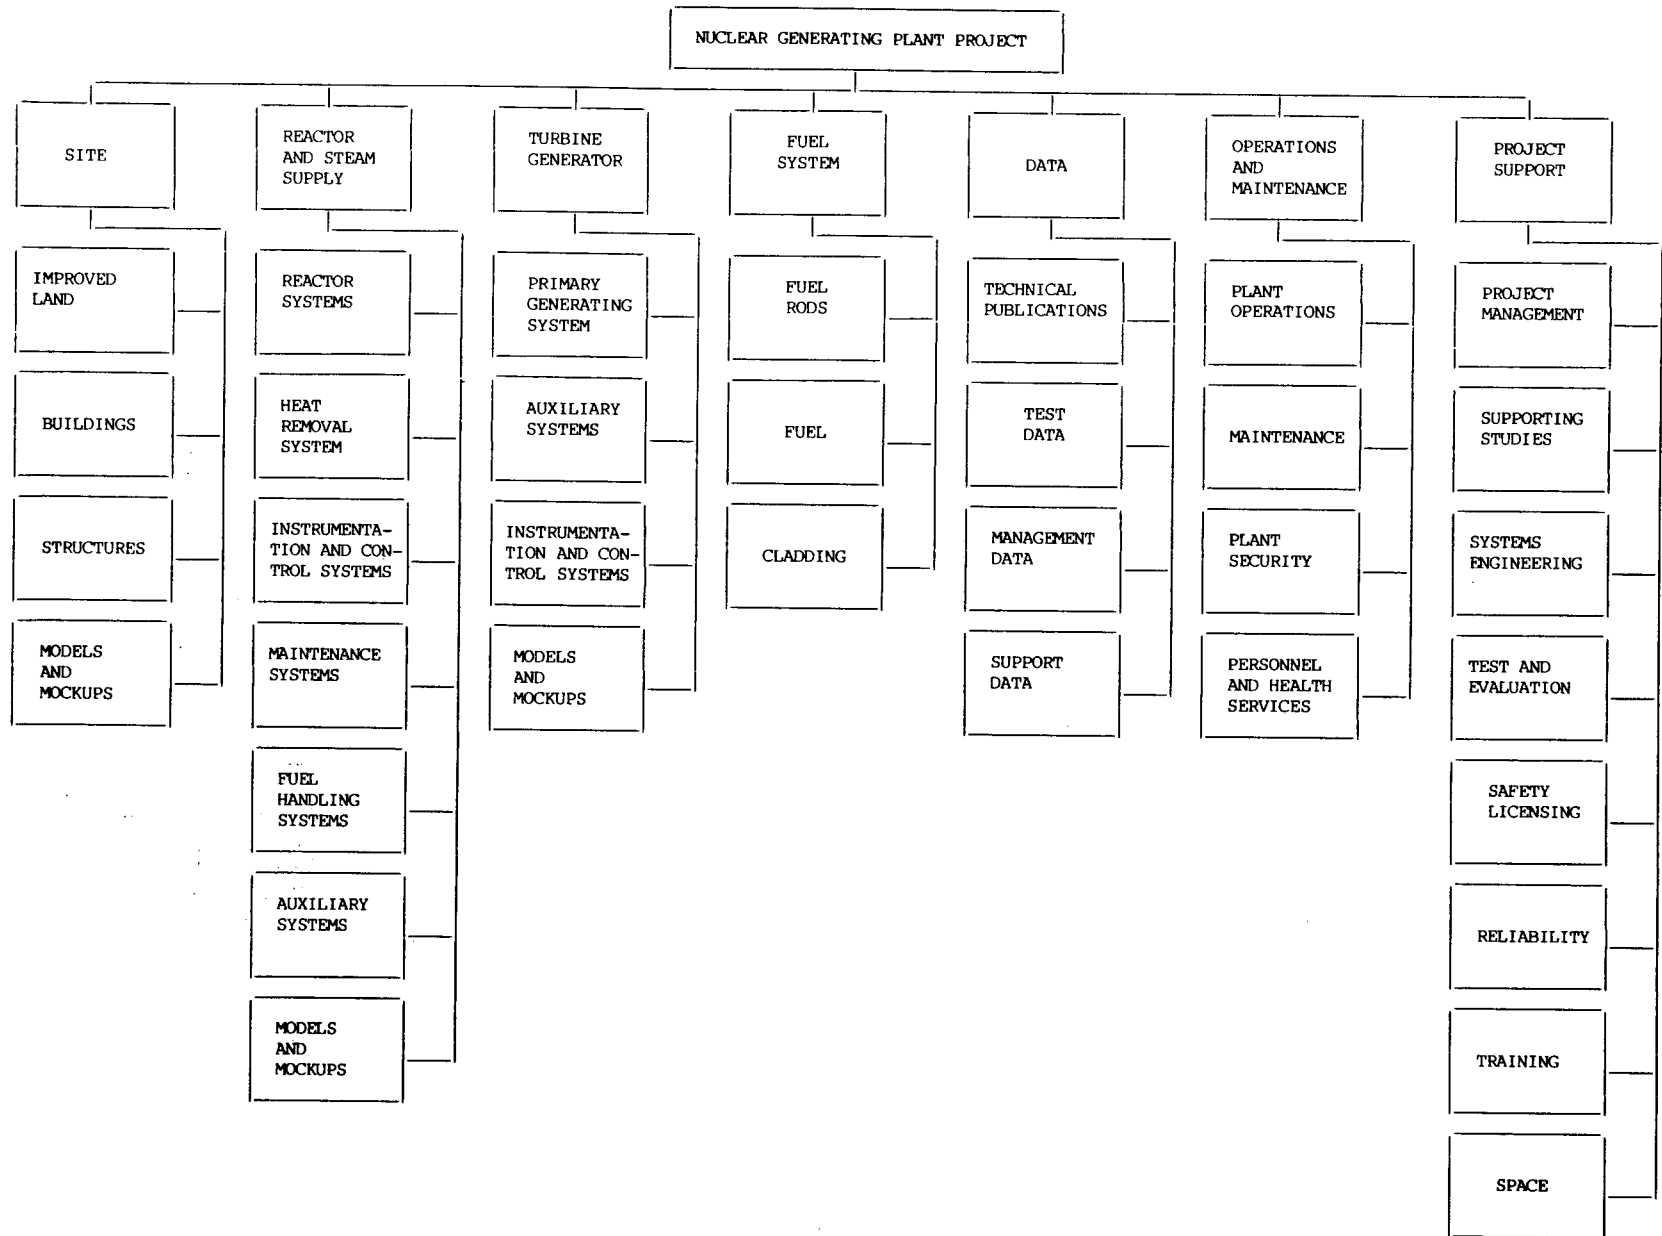 NUCLEAR GENERATING PLANT PROJECT
SITE
IMPROVED
LAND
BUILDINGS
STRUCTURES
MODELS
AND
MOCKUPS
REACTOR
AND STEAM
SUPPLY
REACTOR
SYSTEMS
HEAT
REMOVAL
SYSTEM
INSTRUMENTA-
TION AND CON-
TROL SYSTEMS
MAINTENANCE
SYSTEMS
FUEL
HANDLING
SYSTEMS
AUXILIARY
SYSTEMS
MODELS
AND
MOCKUPS
TURBINE
GENERATOR
PRIMARY
GENERATING
SYSTEM
AUXILIARY
SYSTEMS
INSTRUMENTA-
TION AND CON-
TROL SYSTEMS
MODELS
AND
MOCKUPS
FUEL
SYSTEM
FUEL
RODS
FUEL
CLADDING
DATA
TECHNICAL
PUBLICATIONS
TEST
DATA
MANAGEMENT
DATA
SUPPORT
DATA
OPERATIONS
AND
MAINTENANCE
PLANT
OPERATIONS
MAINTENANCE
PLANT
SECURITY
PERSONNEL
AND HEALTH
SERVICES
PROJECT
SUPPORT
PROJECT
MANAGEMENT
SUPPORTING
STUDIES
SYSTEMS
ENGINEERING
TEST AND
EVALUATION
SAFETY
LICENSING
RELIABILITY
TRAINING
SPACE